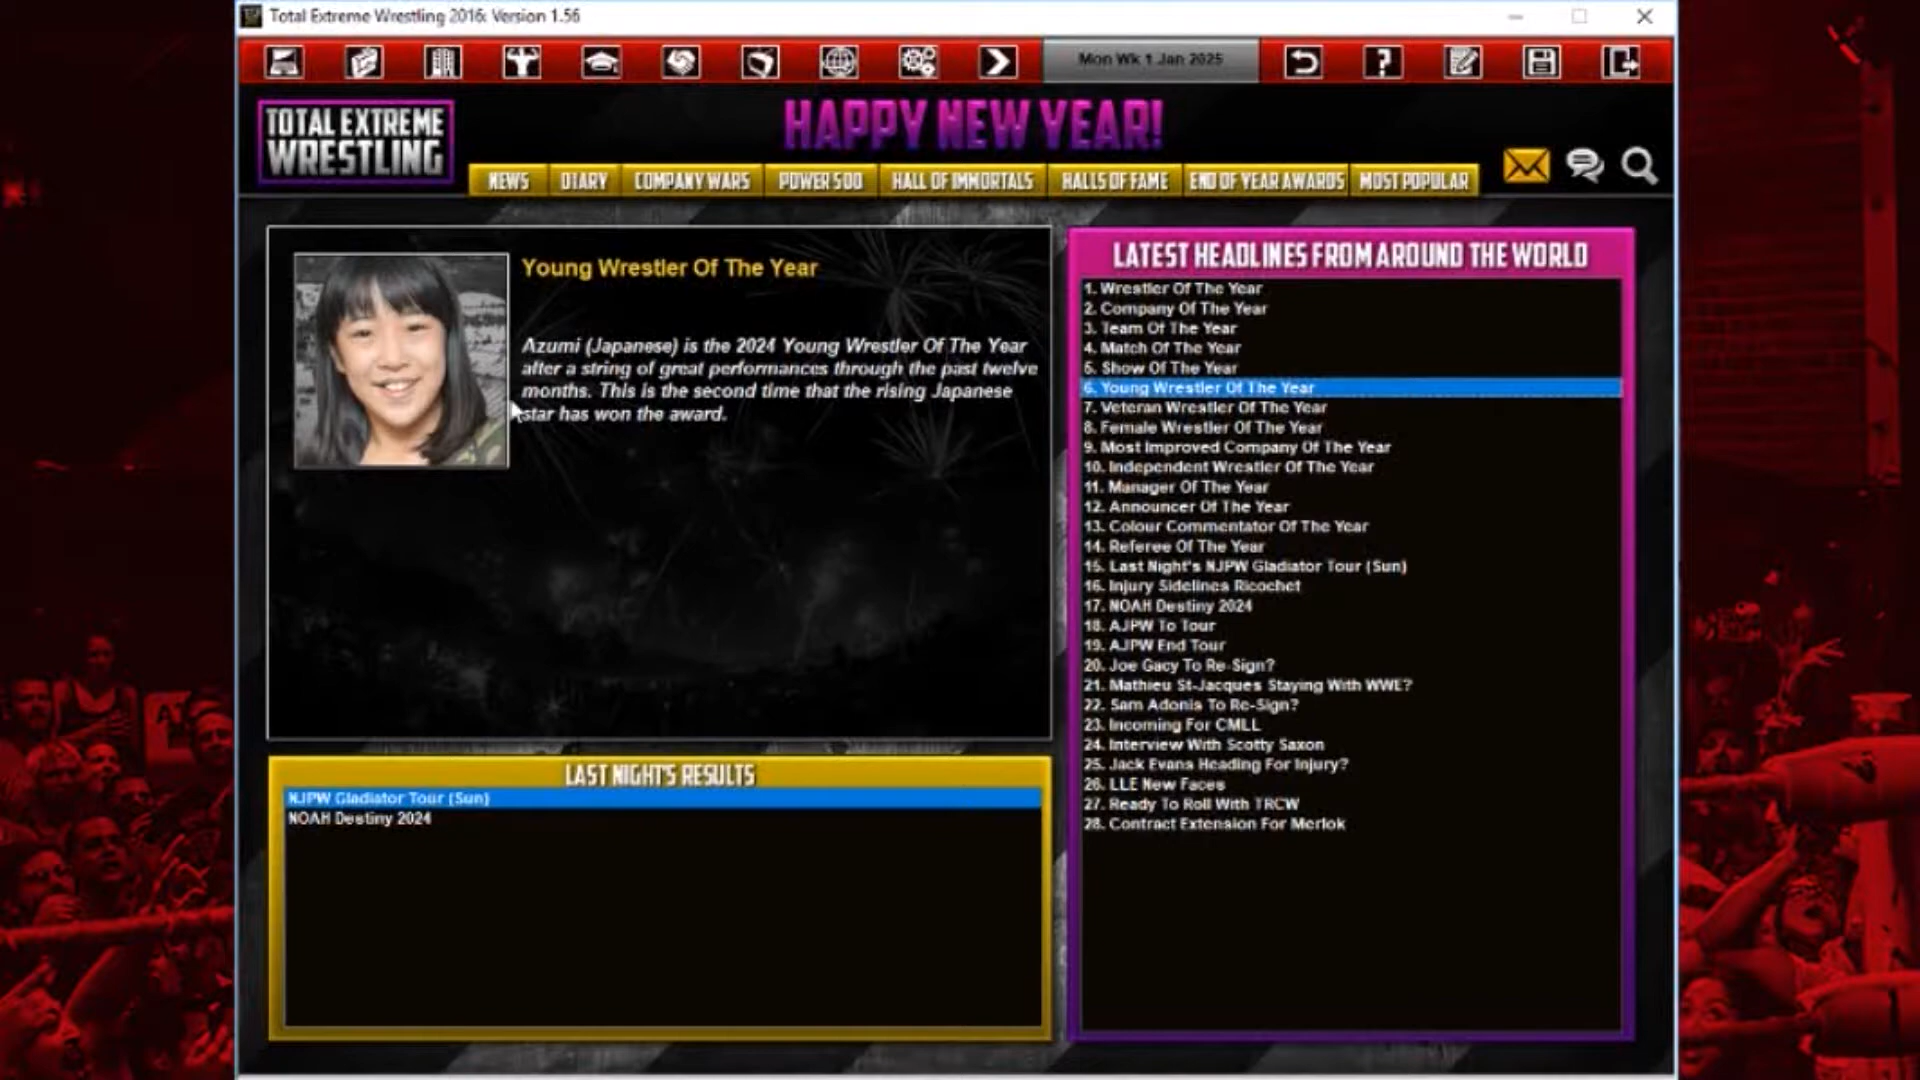 Total Extreme Wrestling 2016: Version 1.56
Mon Wk 1 Jan 2025
TOTAL EXTREME
WRESTLING
HAPPY NEW YEAR!
NEWS
DIARY
COMPANY WARS
POWER 500
HALL OF IMMORTALS
HALLS OF FAME
END OF YEAR AWARDS
MOST POPULAR
Young Wrestler Of The Year
Azumi (Japanese) is the 2024 Young Wrestler Of The Year
after a string of great performances through the past twelve
months. This is the second time that the rising Japanese
star has won the award.
LAST NIGHT'S RESULTS
NJPW Gladiator Tour (Sun)
NOAH Destiny 2024
LATEST HEADLINES FROM AROUND THE WORLD
1. Wrestler Of The Year
2. Company Of The Year
3. Team Of The Year
4. Match Of The Year
5. Show Of The Year
6. Young Wrestler Of The Year
7. Veteran Wrestler Of The Year
8. Female Wrestler Of The Year
9. Most Improved Company Of The Year
10. Independent Wrestler Of The Year
11. Manager Of The Year
12. Announcer Of The Year
13. Colour Commentator Of The Year
14. Referee Of The Year
15. Last Night's NJPW Gladiator Tour (Sun)
16. Injury Sidelines Ricochet
17. NOAH Destiny 2024
18. AJPW To Tour
19. AJPW End Tour
20. Joe Gacy To Re-Sign?
21. Mathieu St-Jacques Staying With WWE?
22. Sam Adonis To Re-Sign?
23. Incoming For CMLL
24. Interview With Scotty Saxon
25. Jack Evans Heading For Injury?
26. LLE New Faces
27. Ready To Roll With TRCW
28. Contract Extension For Merlok